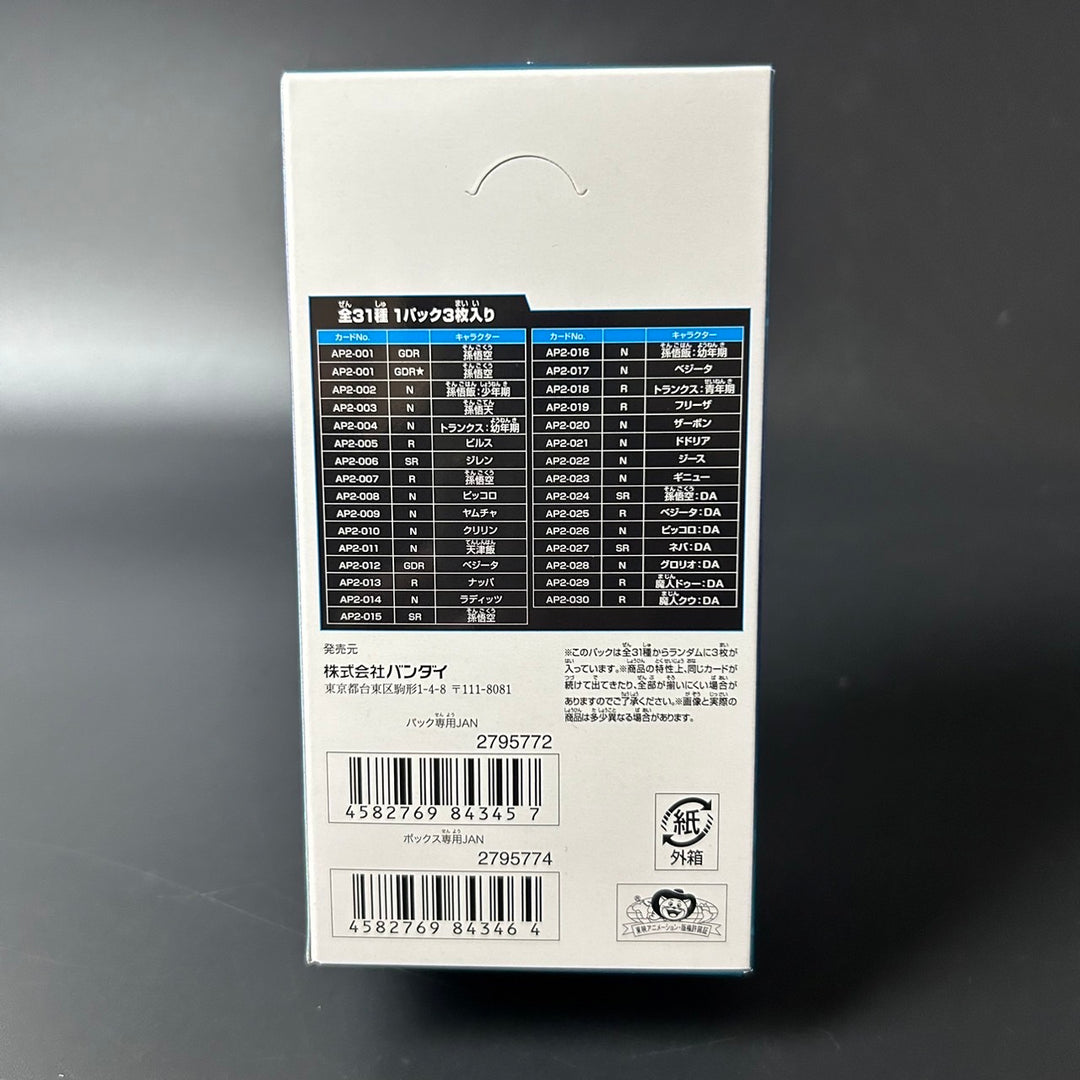 全31種 1パック3枚入り
カードNo. キャラクター
AP2-001 GDR 孫悟空
AP2-001 GDR★ 孫悟空
AP2-002 N 孫悟飯:少年期
AP2-003 N 孫悟天
AP2-004 N トランクス:幼年期
AP2-005 R ビルス
AP2-006 SR ジレン
AP2-007 R 孫悟空
AP2-008 N ピッコロ
AP2-009 N ヤムチャ
AP2-010 N クリリン
AP2-011 N 天津飯
AP2-012 GDR ベジータ
AP2-013 R ナッパ
AP2-014 N ラディッツ
AP2-015 SR 孫悟空
カードNo. キャラクター
AP2-016 N 孫悟飯:幼年期
AP2-017 N ベジータ
AP2-018 R トランクス:青年期
AP2-019 R フリーザ
AP2-020 N ザーボン
AP2-021 N ドドリア
AP2-022 N ジース
AP2-023 N ギニュー
AP2-024 SR 孫悟空:DA
AP2-025 R ベジータ:DA
AP2-026 N ピッコロ:DA
AP2-027 SR ネバ:DA
AP2-028 N グロリオ:DA
AP2-029 R 魔人ドゥー:DA
AP2-030 R 魔人クウ:DA
発売元
株式会社バンダイ
東京都台東区駒形1-4-8 〒111-8081
※このパックは全31種からランダムに3枚が
入っています。※商品の特性上、同じカードが
続けて出てきたり、全部が揃いにくい場合が
ありますのでご了承ください。※画像と実際の
商品は多少異なる場合があります。
パック専用JAN
2795772
4582769 843457
ボックス専用JAN
2795774
4582769 843464
紙
外箱
®
東映アニメーション・版権許諾証